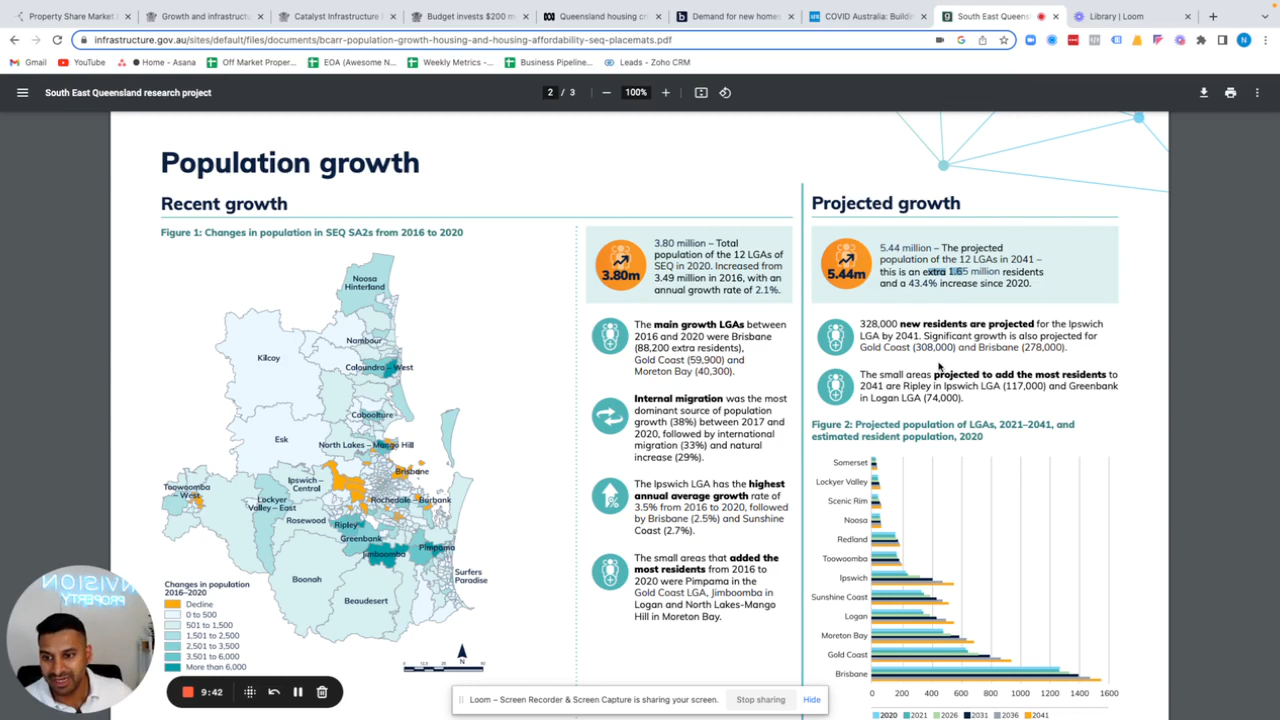 Property Share Market
Growth and infrastruct
Catalyst Infrastructure
Budget invests $200 m
Queensland housing cri
Demand for new homes
COVID Australia: Buildin
South East Queens
Library | Loom
infrastructure.gov.au/sites/default/files/documents/bcarr-population-growth-housing-and-housing-affordability-seq-placemats.pdf
N
Gmail
YouTube
Home - Asana
Off Market Proper...
EOA (Awesome N...
Weekly Metrics -...
Business Pipeline...
Leads - Zoho CRM
South East Queensland research project
2 / 3
100%
Population growth
Recent growth
Figure 1: Changes in population in SEQ SA2s from 2016 to 2020
Noosa
Hinterland
Nambour
Kilcoy
Caloundra – West
Caboolture
Esk
North Lakes – Mango Hill
Brisbane
Ipswich –
Central
Toowoomba
– West
Lockyer
Valley – East
Rochedale – Burbank
Rosewood
Ripley
Greenbank
Jimboomba
Pimpama
Boonah
Surfers
Paradise
Beaudesert
Changes in population
2016–2020
Decline
0 to 500
501 to 1,500
1,501 to 2,500
2,501 to 3,500
3,501 to 6,000
More than 6,000
N
3.80m
3.80 million – Total
population of the 12 LGAs of
SEQ in 2020. Increased from
3.49 million in 2016, with an
annual growth rate of 2.1%.
The main growth LGAs between
2016 and 2020 were Brisbane
(88,200 extra residents),
Gold Coast (59,900) and
Moreton Bay (40,300).
Internal migration was the most
dominant source of population
growth (38%) between 2017 and
2020, followed by international
migration (33%) and natural
increase (29%).
The Ipswich LGA has the highest
annual average growth rate of
3.5% from 2016 to 2020, followed
by Brisbane (2.5%) and Sunshine
Coast (2.7%).
The small areas that added the
most residents from 2016 to
2020 were Pimpama in the
Gold Coast LGA, Jimboomba in
Logan and North Lakes-Mango
Hill in Moreton Bay.
Projected growth
5.44m
5.44 million – The projected
population of the 12 LGAs in 2041 –
this is an extra 1.65 million residents
and a 43.4% increase since 2020.
328,000 new residents are projected for the Ipswich
LGA by 2041. Significant growth is also projected for
Gold Coast (308,000) and Brisbane (278,000).
The small areas projected to add the most residents to
2041 are Ripley in Ipswich LGA (117,000) and Greenbank
in Logan LGA (74,000).
Figure 2: Projected population of LGAs, 2021–2041, and
estimated resident population, 2020
Somerset
Lockyer Valley
Scenic Rim
Noosa
Redland
Toowoomba
Ipswich
Sunshine Coast
Logan
Moreton Bay
Gold Coast
Brisbane
0 200 400 600 800 1000 1200 1400 1600
2020 2021 2026 2031 2036 2041
9:42
Loom – Screen Recorder & Screen Capture is sharing your screen.
Stop sharing
Hide